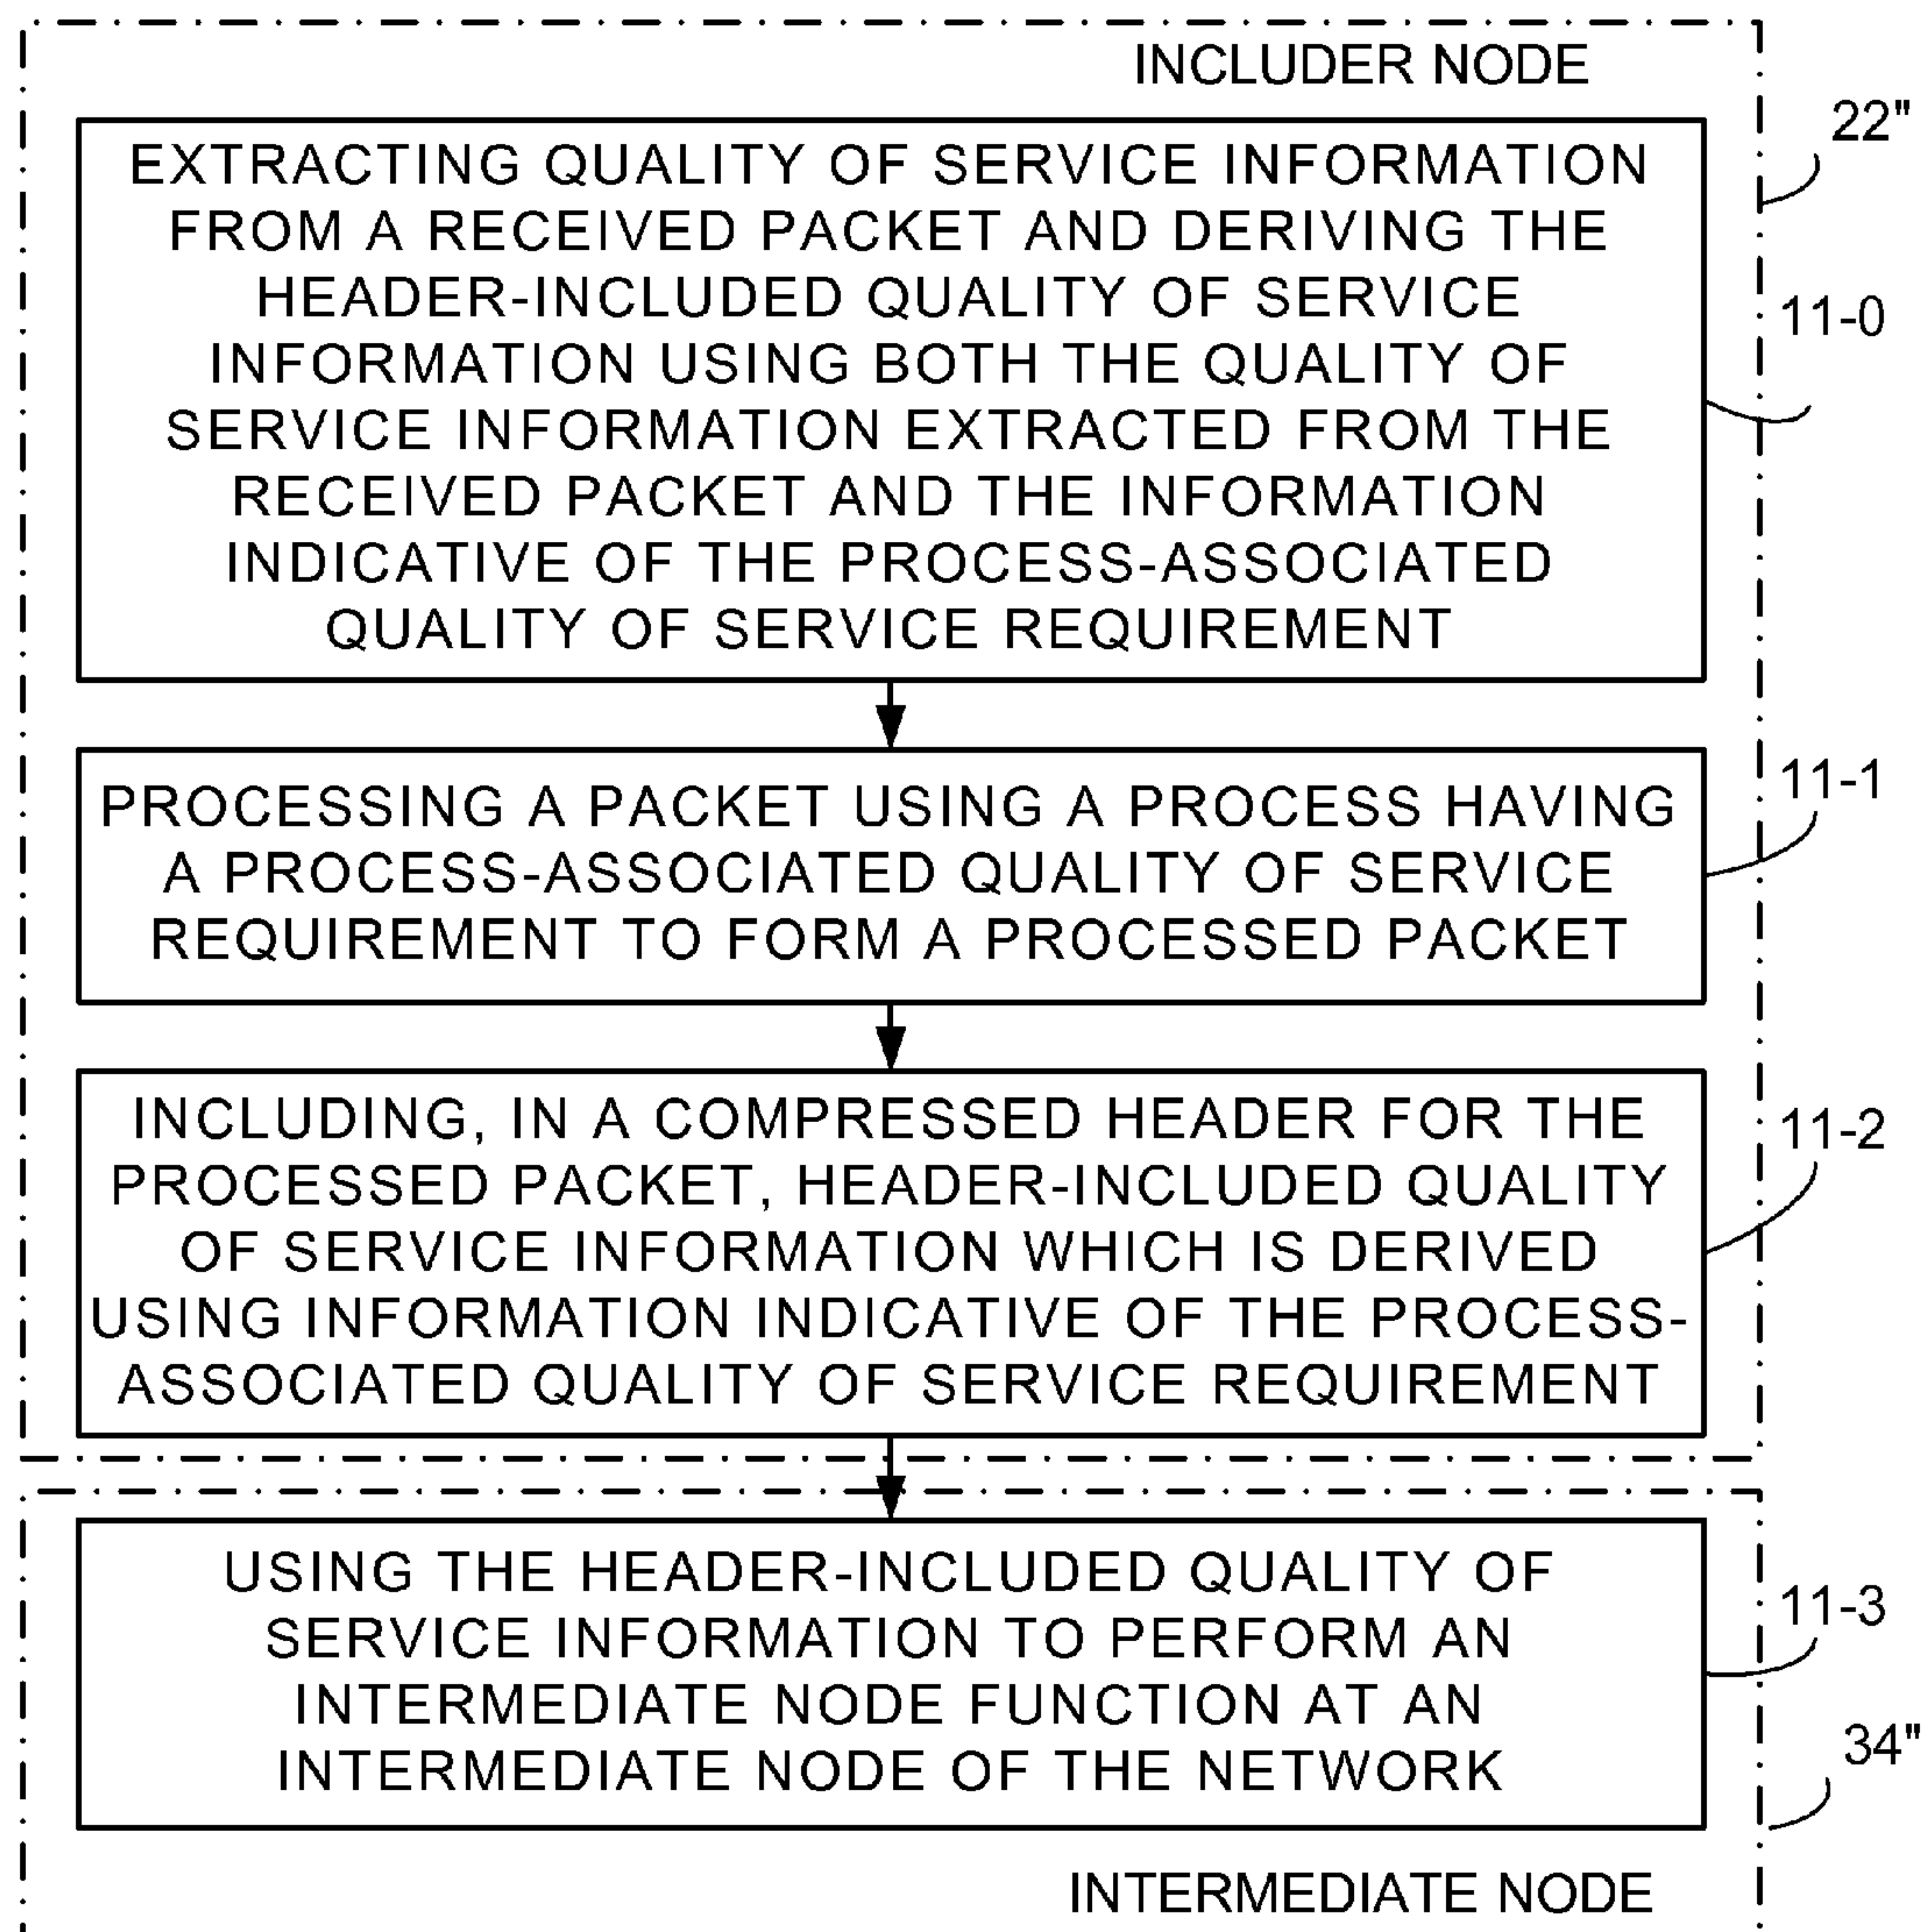 INCLUDER NODE
22"
EXTRACTING QUALITY OF SERVICE INFORMATION
FROM A RECEIVED PACKET AND DERIVING THE
HEADER-INCLUDED QUALITY OF SERVICE
11-0
INFORMATION USING BOTH THE QUALITY OF
SERVICE INFORMATION EXTRACTED FROM THE
RECEIVED PACKET AND THE INFORMATION
INDICATIVE OF THE PROCESS-ASSOCIATED
QUALITY OF SERVICE REQUIREMENT
11-1
PROCESSING A PACKET USING A PROCESS HAVING
A PROCESS-ASSOCIATED QUALITY OF SERVICE
REQUIREMENT TO FORM A PROCESSED PACKET
11-2
INCLUDING, IN A COMPRESSED HEADER FOR THE
PROCESSED PACKET, HEADER-INCLUDED QUALITY
OF SERVICE INFORMATION WHICH IS DERIVED
USING INFORMATION INDICATIVE OF THE PROCESS-
ASSOCIATED QUALITY OF SERVICE REQUIREMENT
USING THE HEADER-INCLUDED QUALITY OF
11-3
SERVICE INFORMATION TO PERFORM AN
INTERMEDIATE NODE FUNCTION AT AN
INTERMEDIATE NODE OF THE NETWORK
34"
INTERMEDIATE NODE